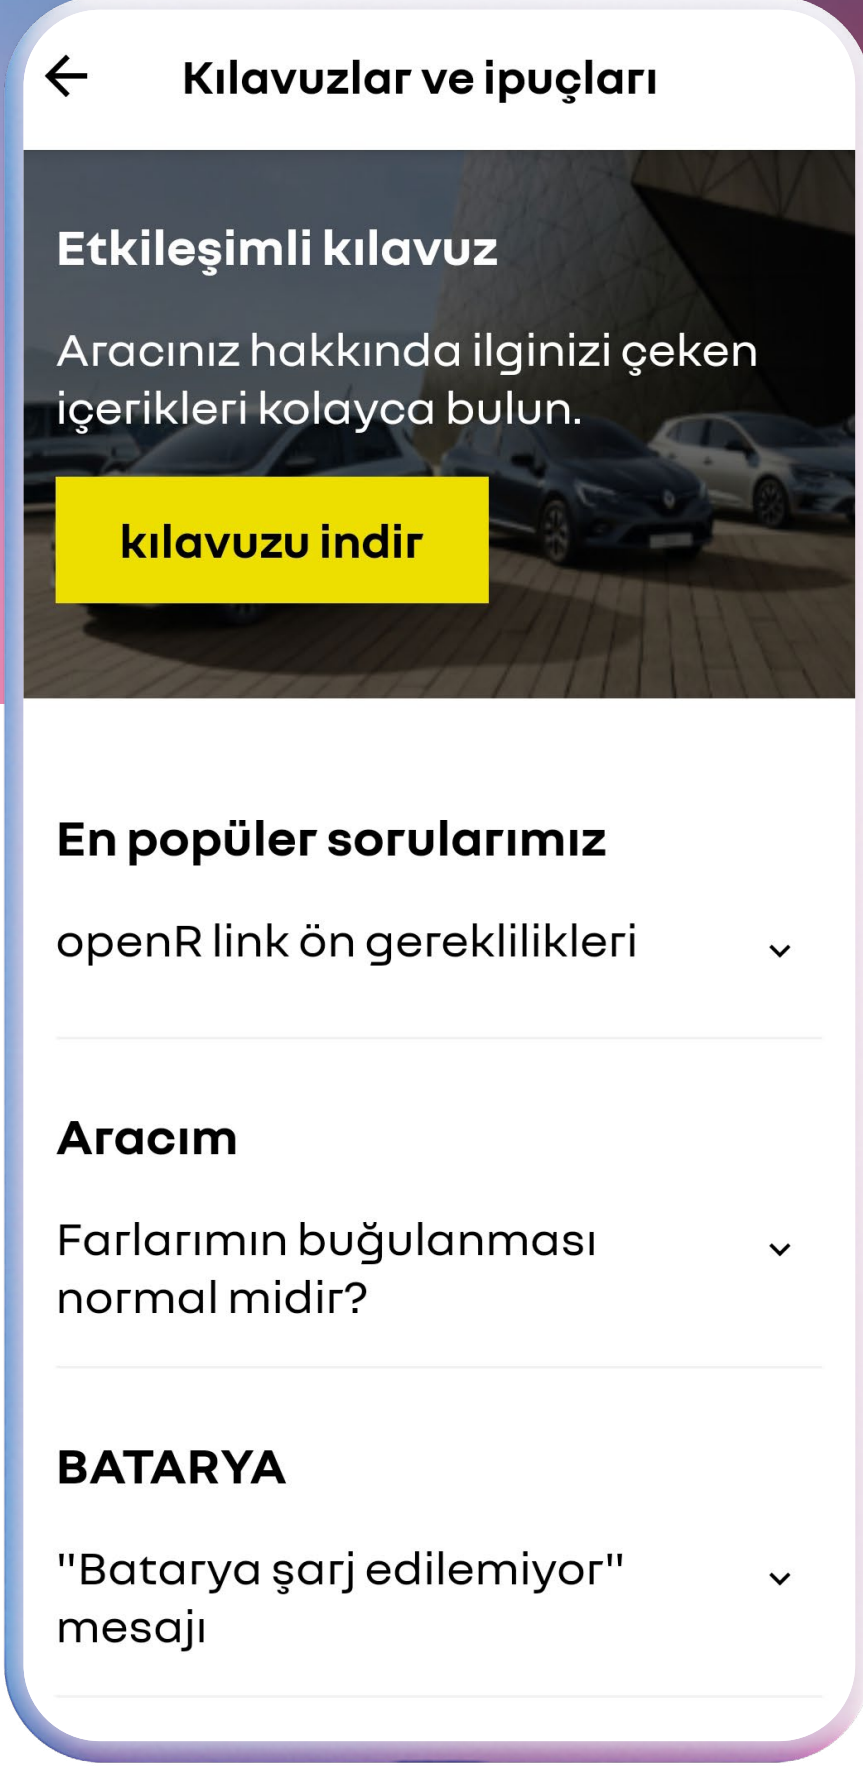 Kılavuzlar ve ipuçları
Etkileşimli kılavuz
Aracınız hakkında ilginizi çeken
içerikleri kolayca bulun.
kılavuzu indir
En popüler sorularımız
openR link ön gereklilikleri
Aracım
Farlarımın buğulanması
normal midir?
BATARYA
"Batarya şarj edilemiyor"
mesajı